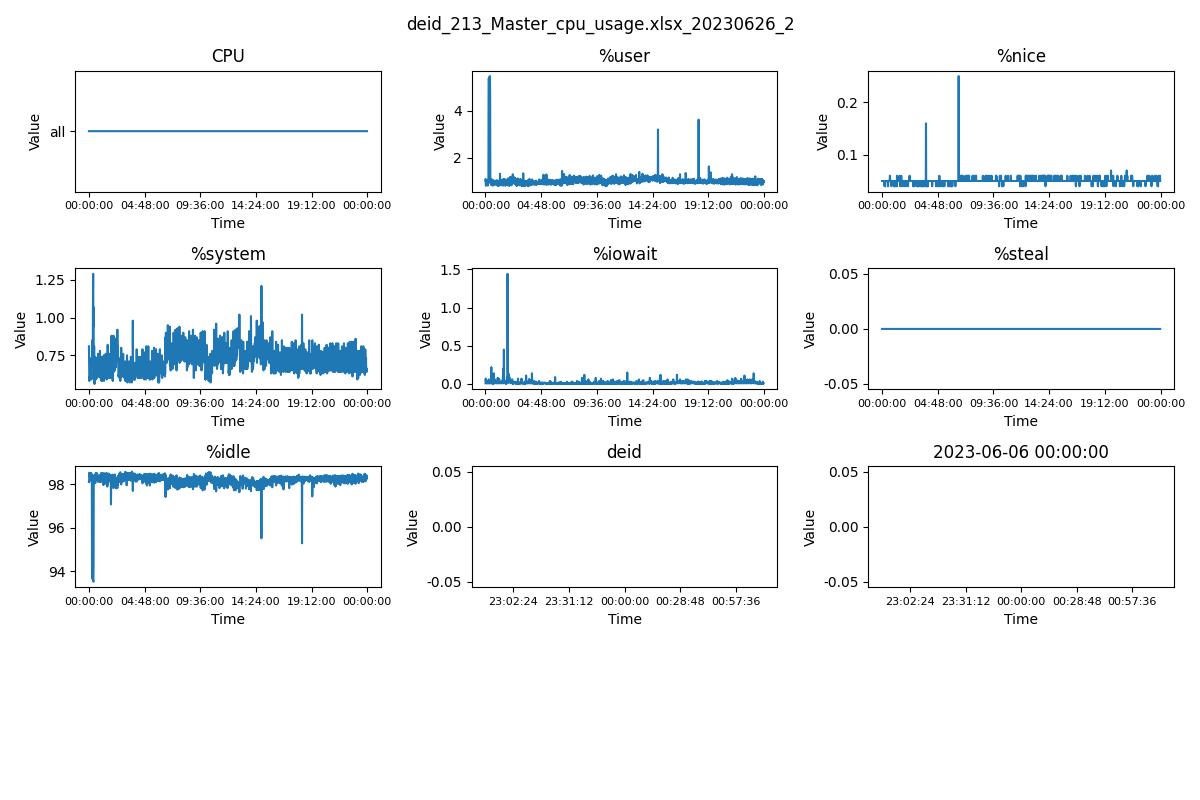 deid_213_Master_cpu_usage.xlsx_20230626_2
CPU
%user
%nice
Value
all
00:00:00 04:48:00 09:36:00 14:24:00 19:12:00 00:00:00
Time
Value
4
2
00:00:00 04:48:00 09:36:00 14:24:00 19:12:00 00:00:00
Time
Value
0.2
0.1
00:00:00 04:48:00 09:36:00 14:24:00 19:12:00 00:00:00
Time
%system
%iowait
%steal
Value
1.25
1.00
0.75
00:00:00 04:48:00 09:36:00 14:24:00 19:12:00 00:00:00
Time
Value
1.5
1.0
0.5
0.0
00:00:00 04:48:00 09:36:00 14:24:00 19:12:00 00:00:00
Time
Value
0.05
0.00
-0.05
00:00:00 04:48:00 09:36:00 14:24:00 19:12:00 00:00:00
Time
%idle
deid
2023-06-06 00:00:00
Value
98
96
94
00:00:00 04:48:00 09:36:00 14:24:00 19:12:00 00:00:00
Time
Value
0.05
0.00
-0.05
23:02:24 23:31:12 00:00:00 00:28:48 00:57:36
Time
Value
0.05
0.00
-0.05
23:02:24 23:31:12 00:00:00 00:28:48 00:57:36
Time